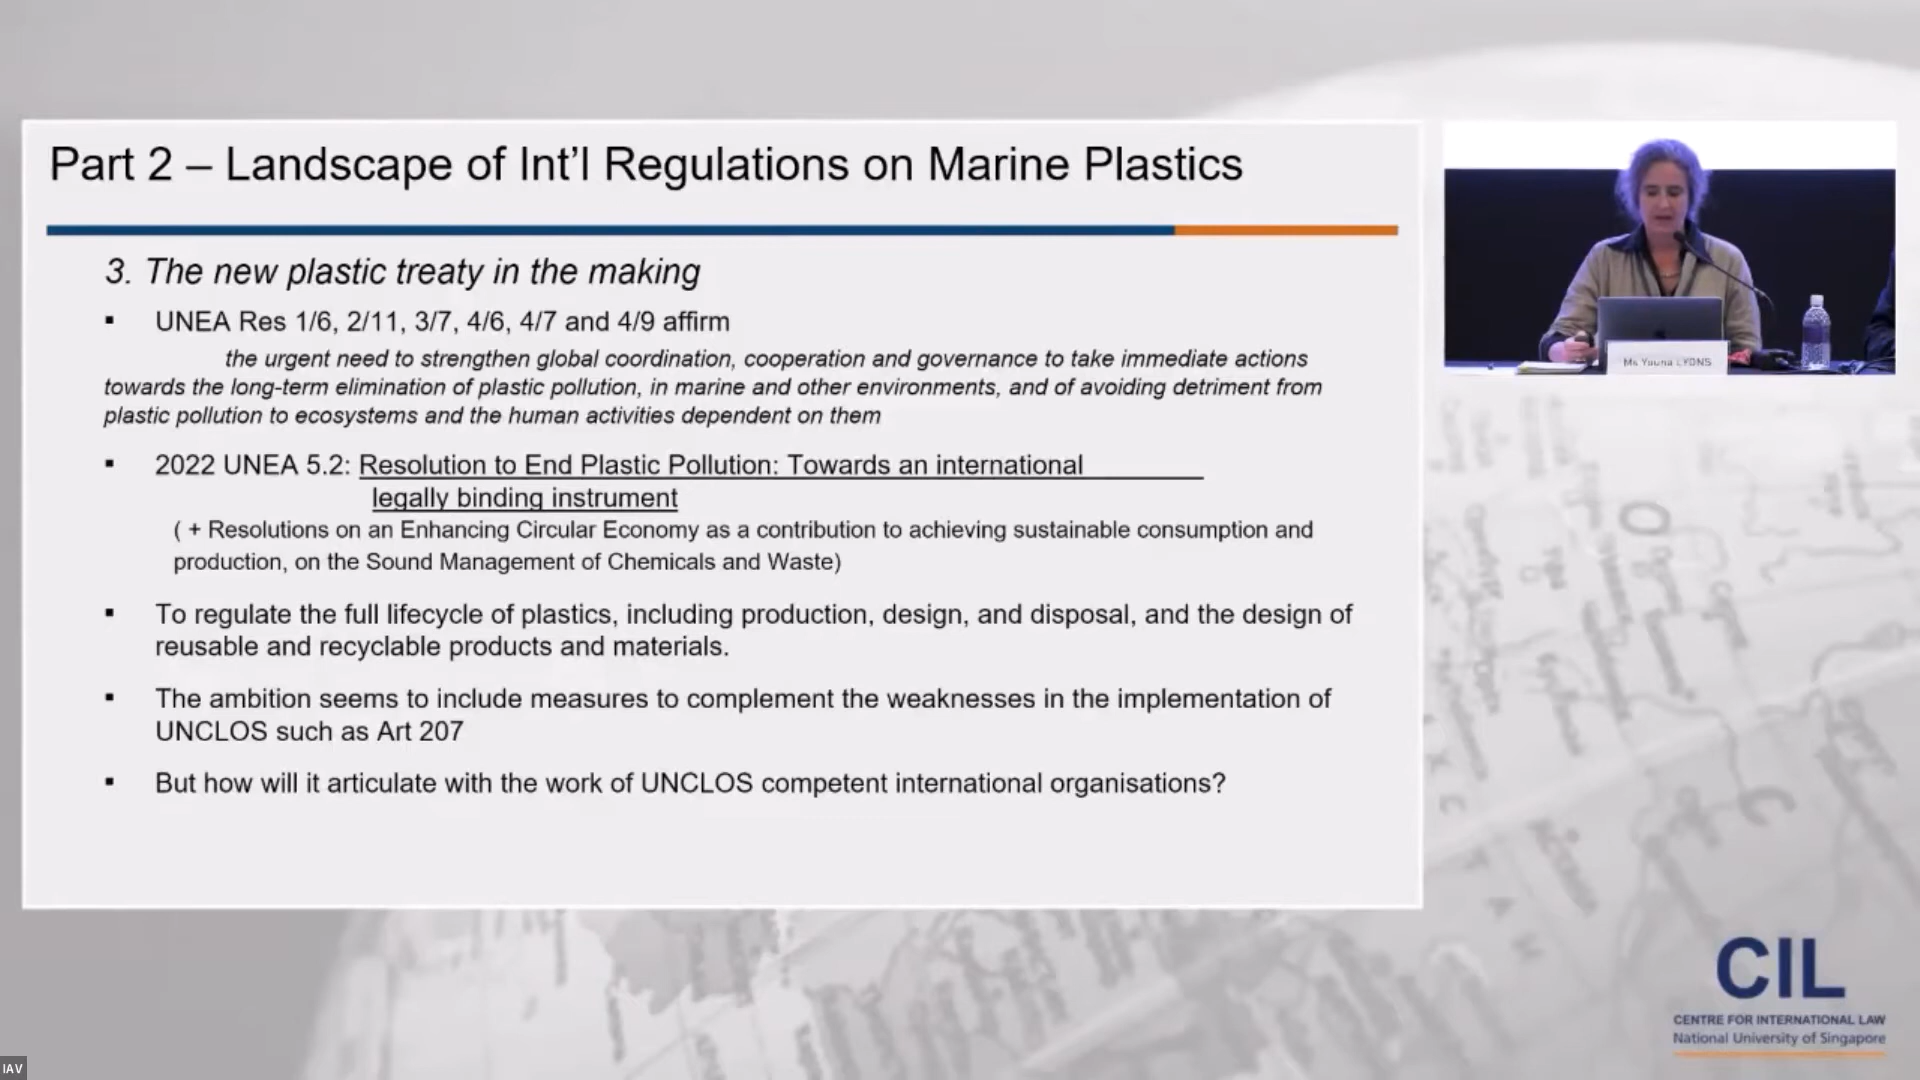 Part 2 – Landscape of Int'l Regulations on Marine Plastics
3. The new plastic treaty in the making
▪ UNEA Res 1/6, 2/11, 3/7, 4/6, 4/7 and 4/9 affirm
the urgent need to strengthen global coordination, cooperation and governance to take immediate actions
towards the long-term elimination of plastic pollution, in marine and other environments, and of avoiding detriment from
plastic pollution to ecosystems and the human activities dependent on them
▪ 2022 UNEA 5.2: Resolution to End Plastic Pollution: Towards an international
legally binding instrument
( + Resolutions on an Enhancing Circular Economy as a contribution to achieving sustainable consumption and
production, on the Sound Management of Chemicals and Waste)
▪ To regulate the full lifecycle of plastics, including production, design, and disposal, and the design of
reusable and recyclable products and materials.
▪ The ambition seems to include measures to complement the weaknesses in the implementation of
UNCLOS such as Art 207
▪ But how will it articulate with the work of UNCLOS competent international organisations?
Ms Youna LYONS
CIL
CENTRE FOR INTERNATIONAL LAW
National University of Singapore
IAV